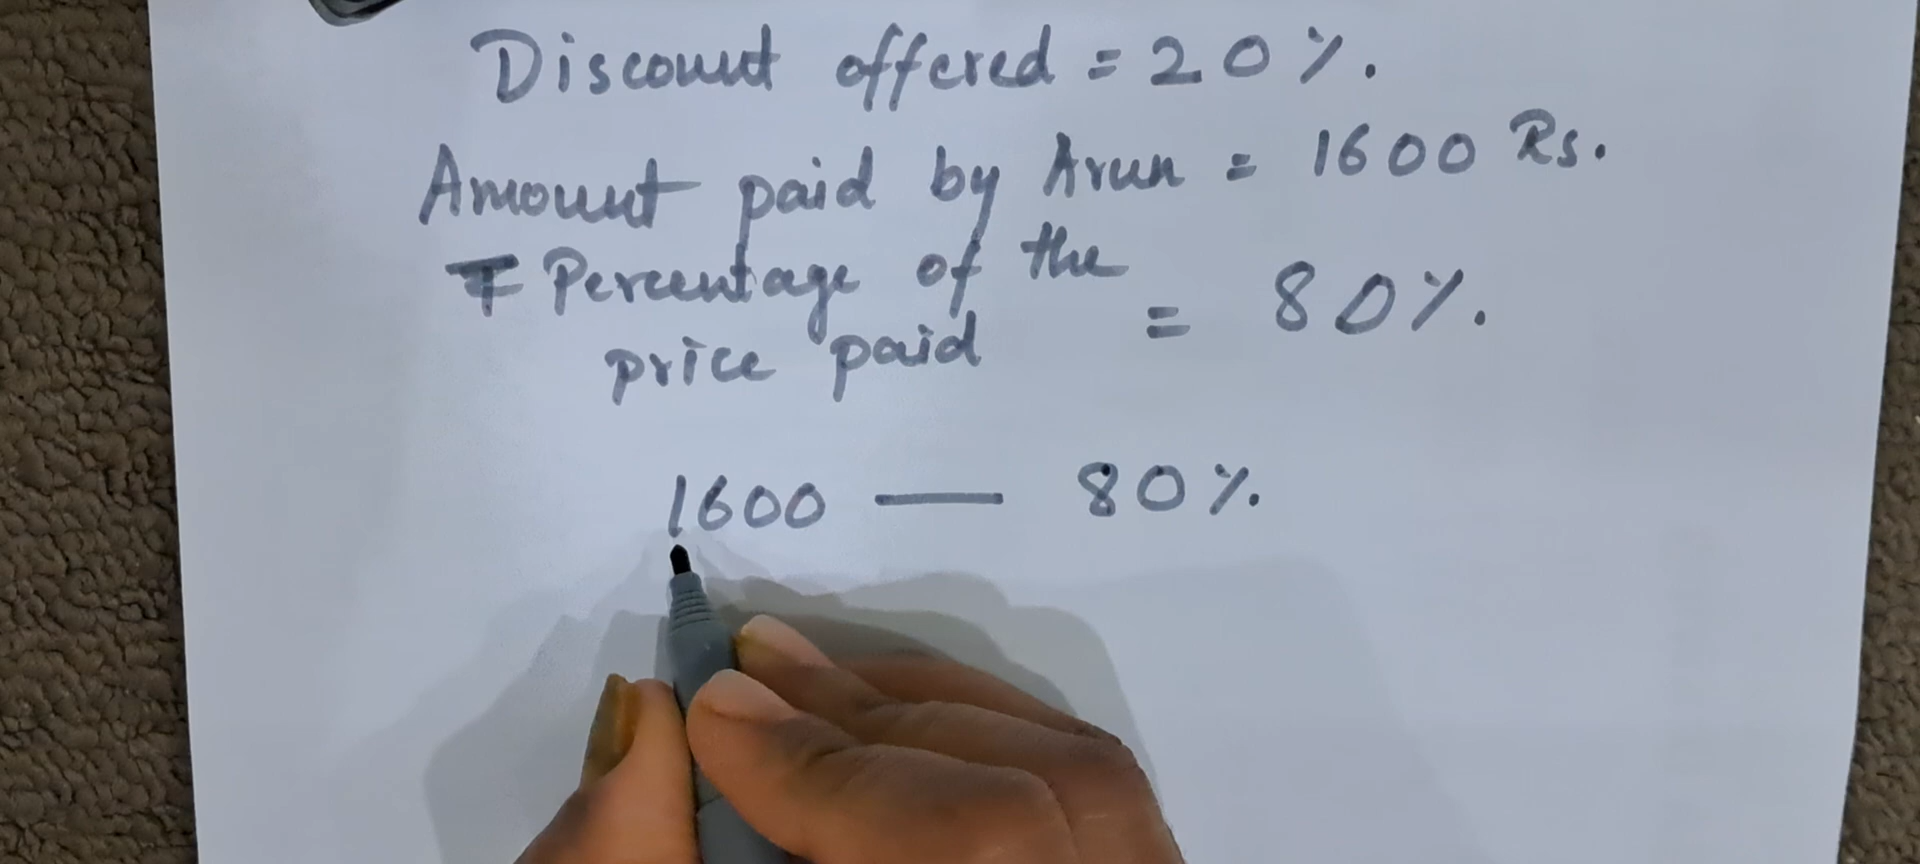 Discount offered = 20%.
Amount paid by Arun = 1600 Rs.
Percentage of the
price paid = 80%.
1600 — 80%.